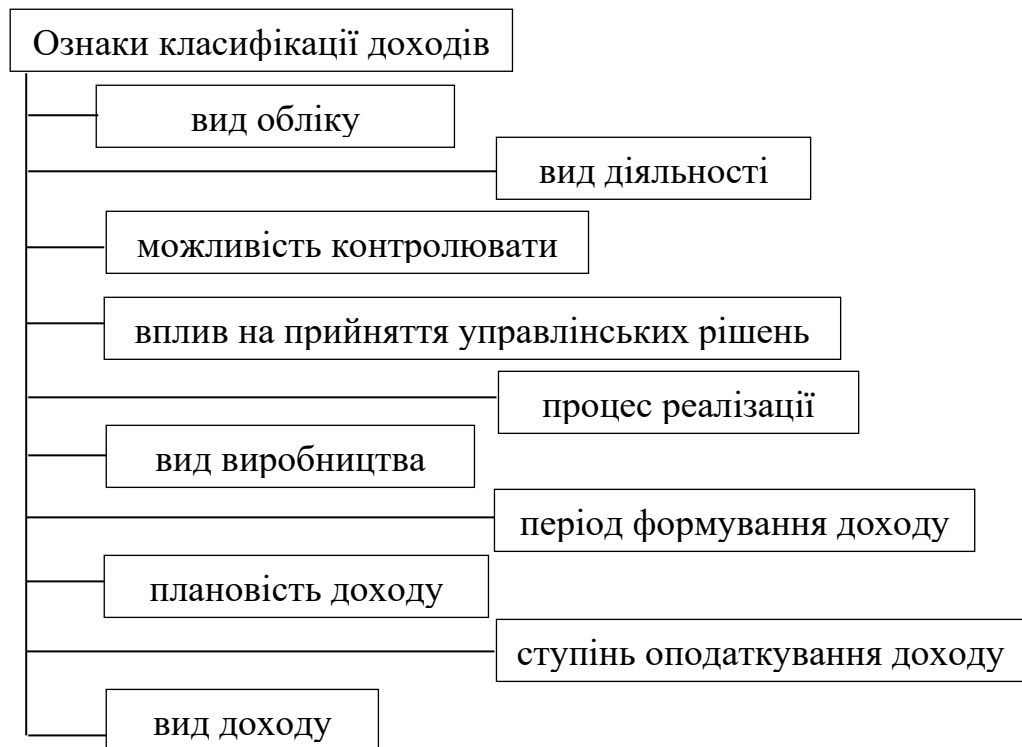 Ознаки класифікації доходів
вид обліку
вид діяльності
можливість контролювати
вплив на прийняття управлінських рішень
процес реалізації
вид виробництва
період формування доходу
плановість доходу
ступінь оподаткування доходу
вид доходу